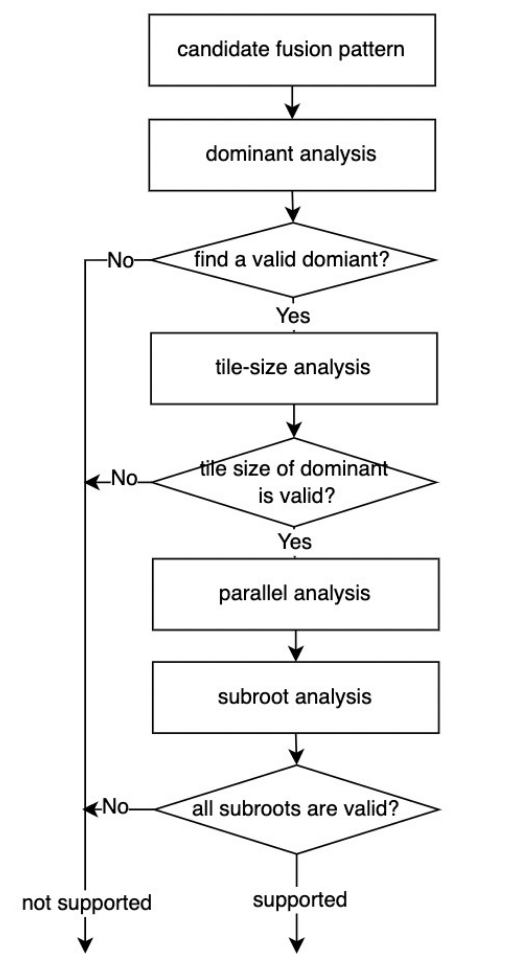 candidate fusion pattern
dominant analysis
find a valid domiant?
No
Yes
tile-size analysis
tile size of dominant
is valid?
No
Yes
parallel analysis
subroot analysis
all subroots are valid?
No
not supported
supported